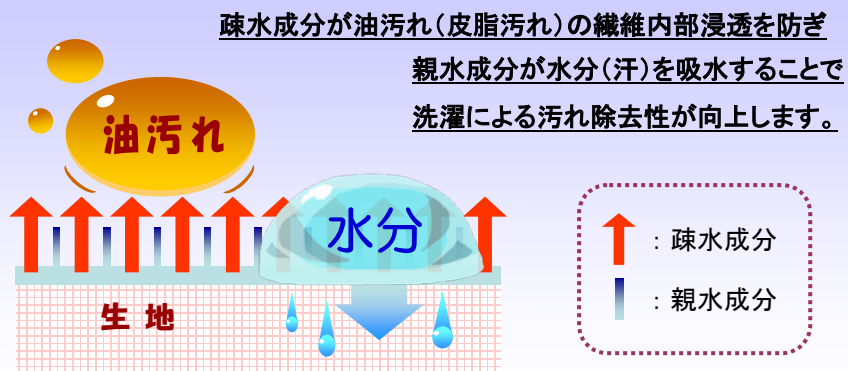 疎水成分が油汚れ（皮脂汚れ）の繊維内部浸透を防ぎ
親水成分が水分（汗）を吸水することで
洗濯による汚れ除去性が向上します。
油汚れ
水分
：疎水成分
：親水成分
生地